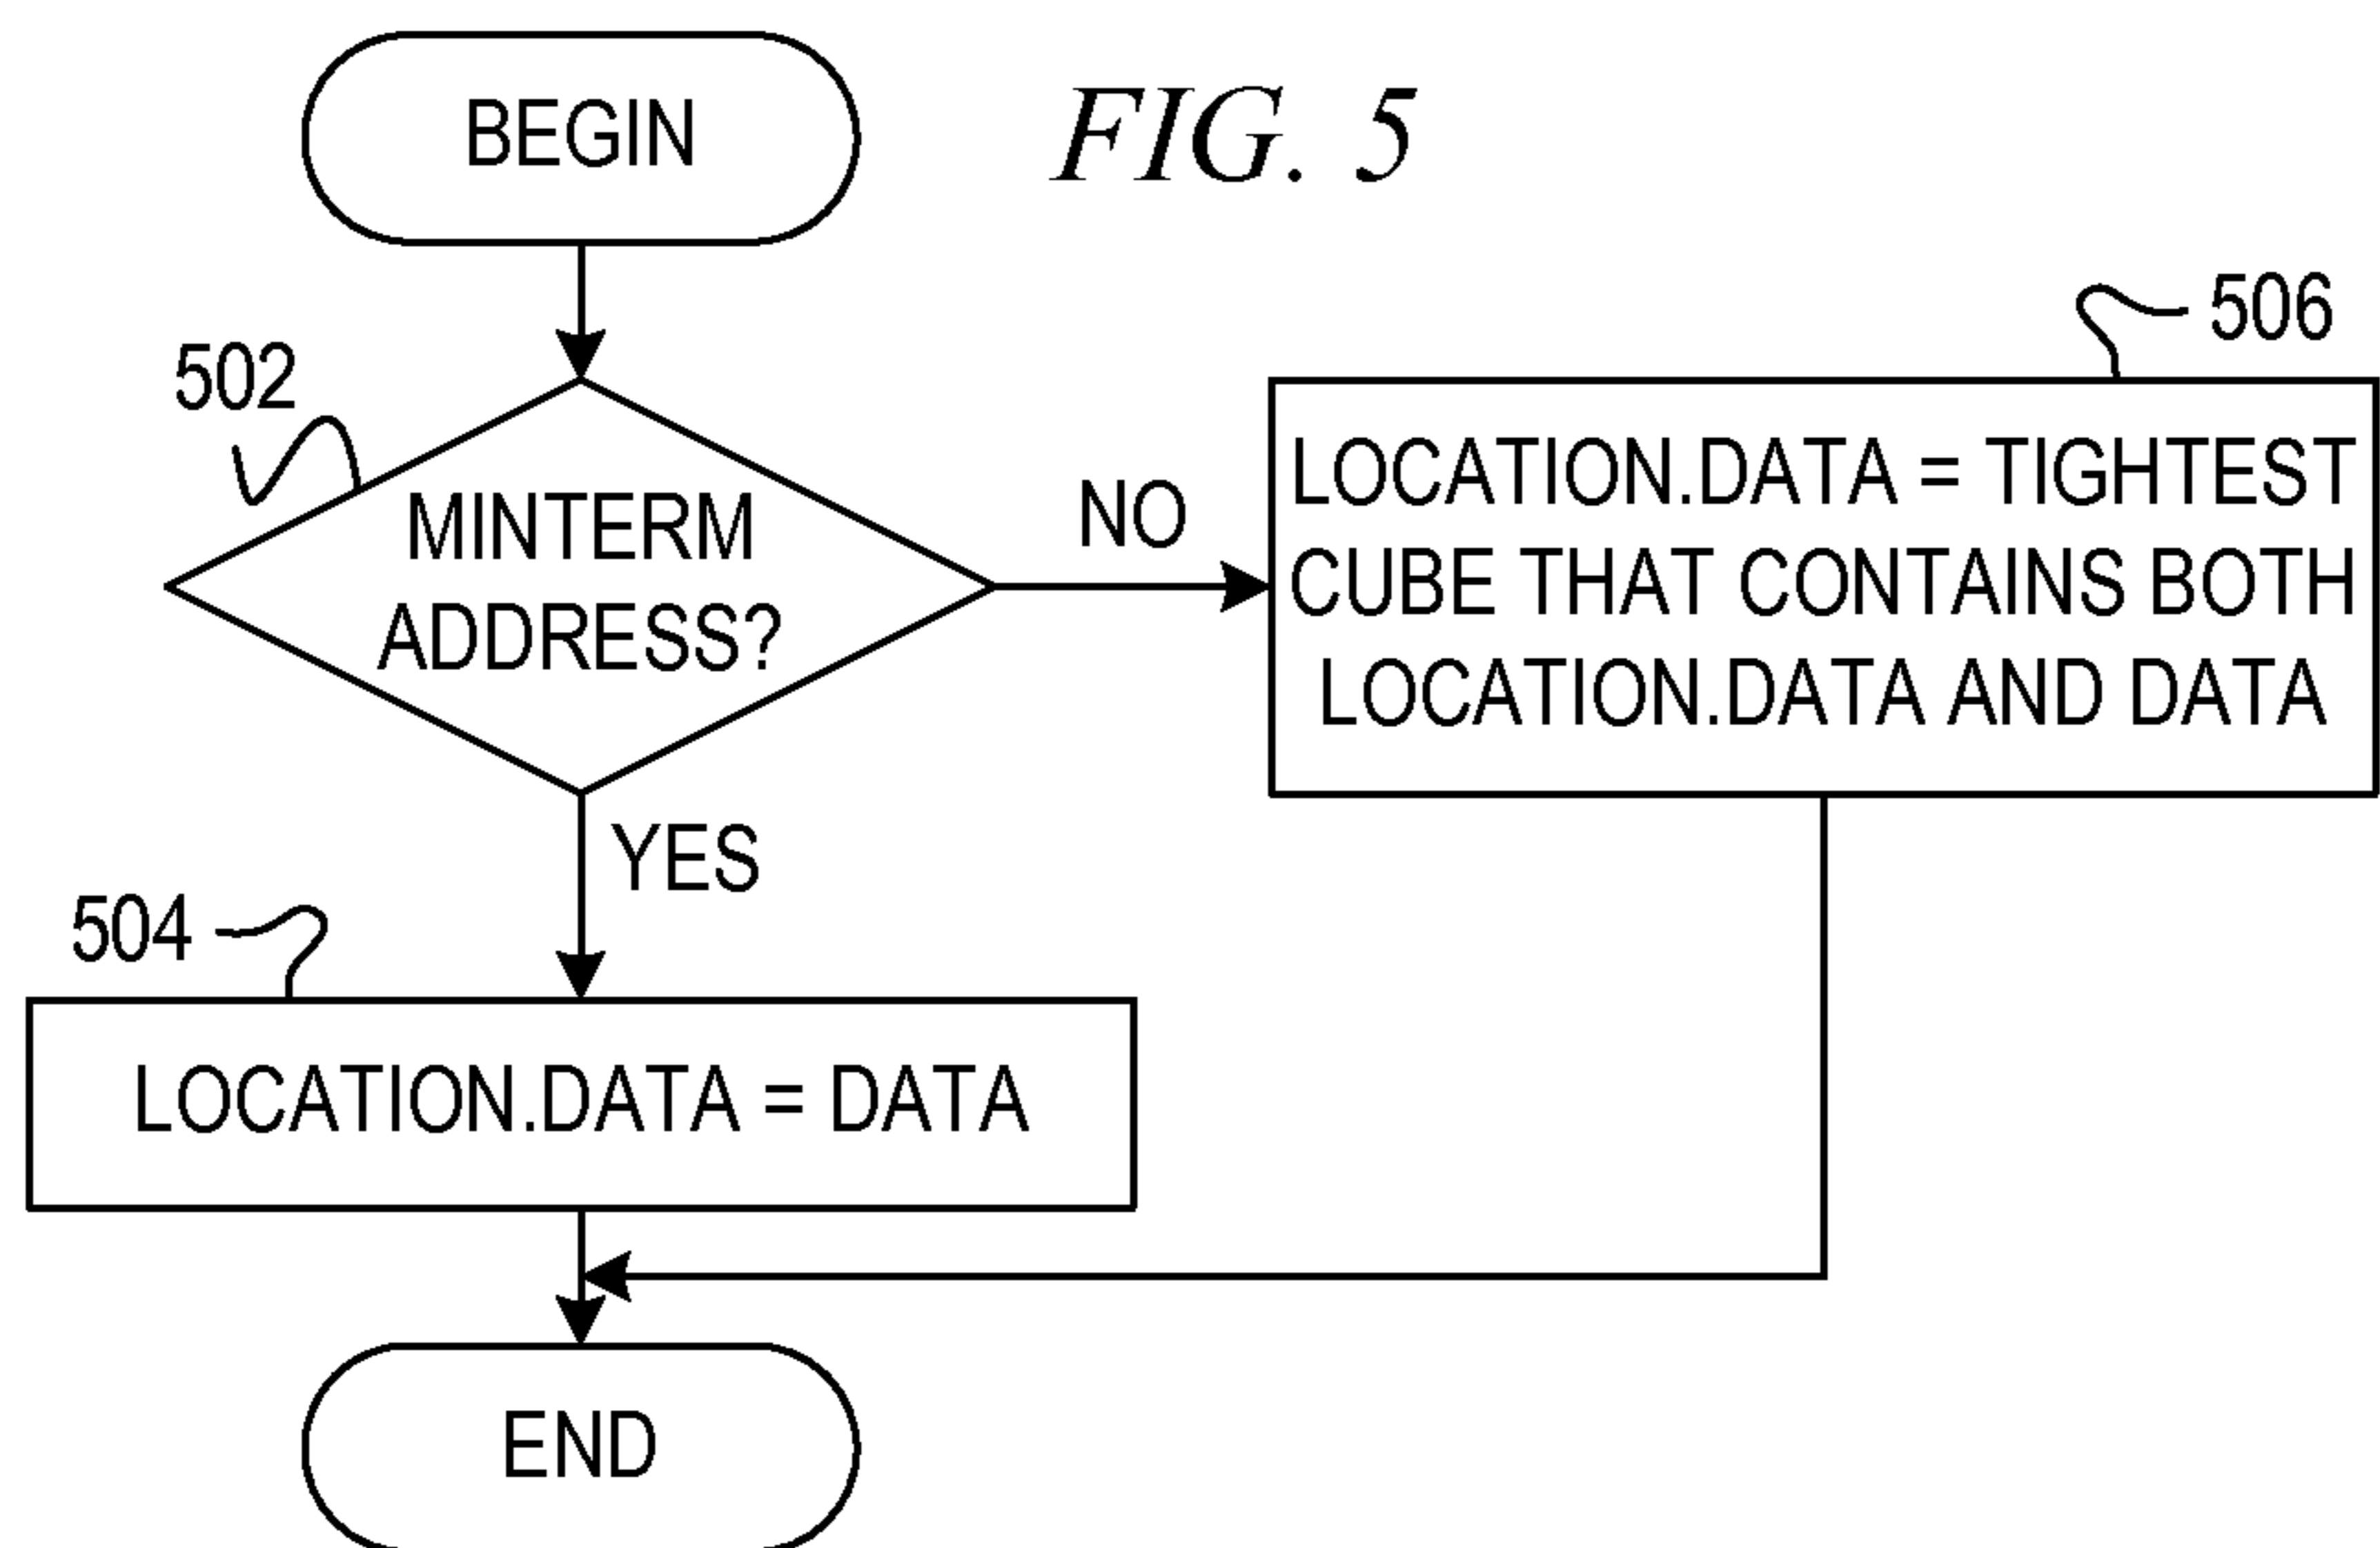 BEGIN
FIG. 5
502
MINTERM
ADDRESS?
NO
506
LOCATION.DATA = TIGHTEST
CUBE THAT CONTAINS BOTH
LOCATION.DATA AND DATA
YES
504
LOCATION.DATA = DATA
END